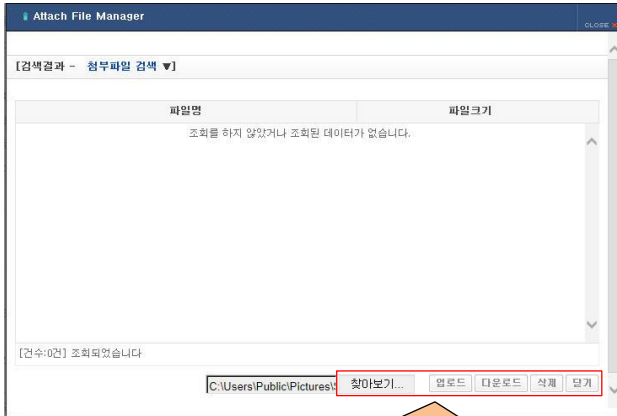 Attach File Manager
CLOSE X
[검색결과 - 첨부파일 검색 ▼]
파일명 파일크기
조회를 하지 않았거나 조회된 데이터가 없습니다.
[건수:0건] 조회되었습니다
C:\Users\Public\Pictures\ 찾아보기... 업로드 다운로드 삭제 닫기